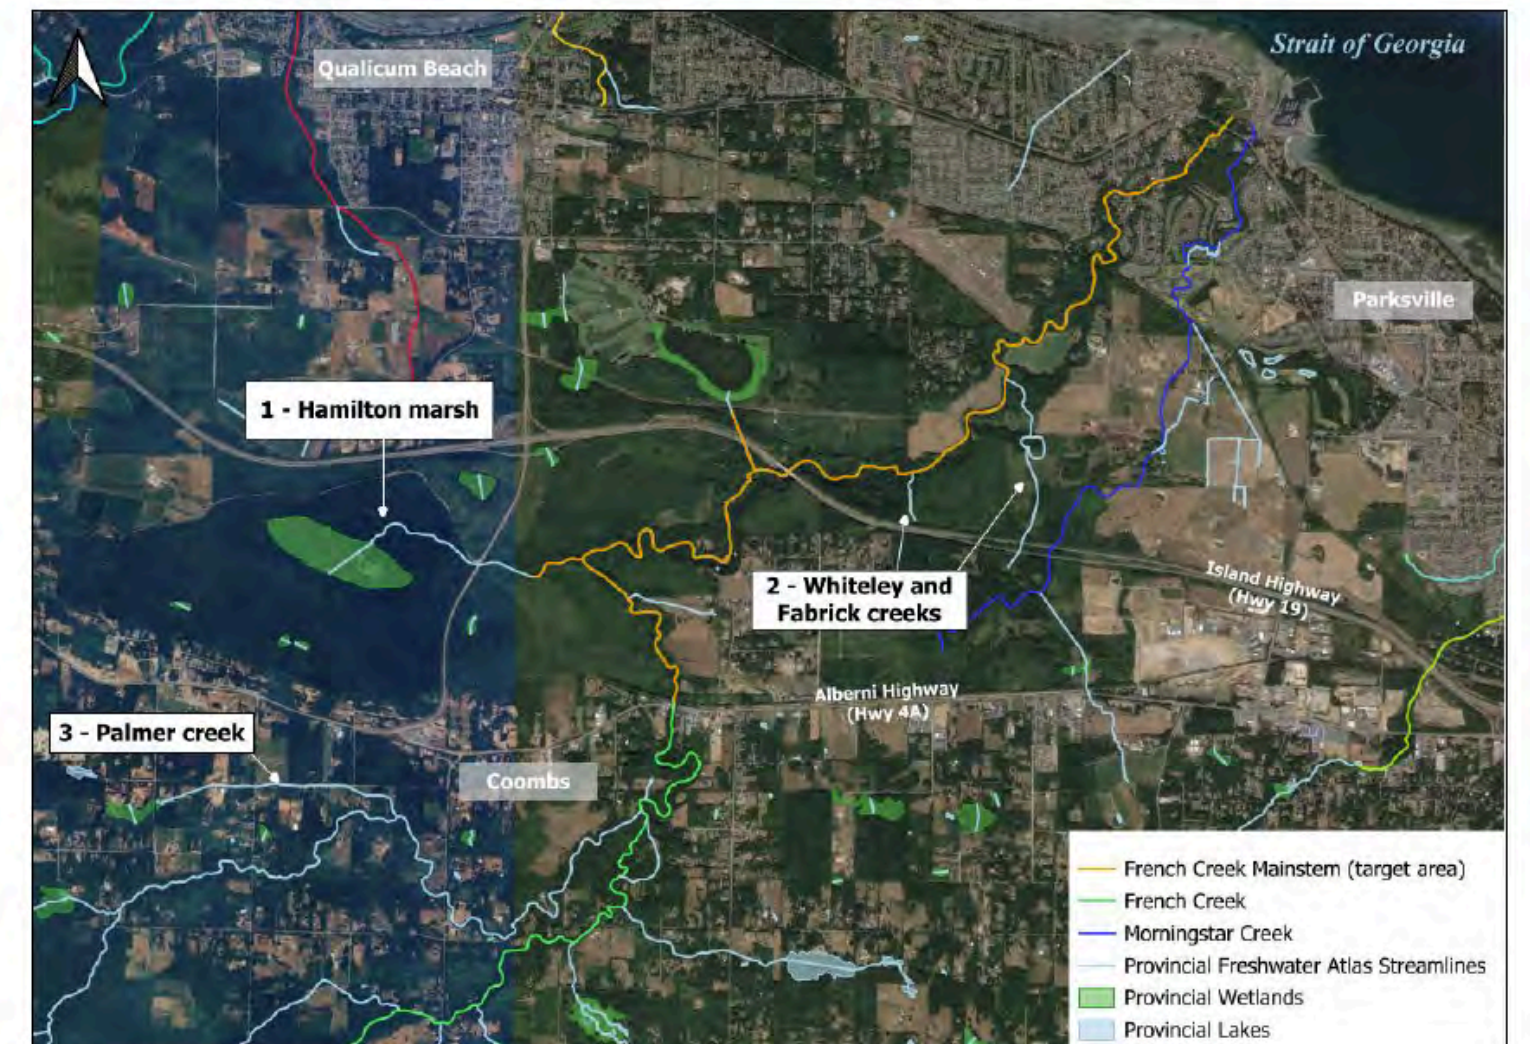 Strait of Georgia
Qualicum Beach
Parksville
1 - Hamilton marsh
2 - Whiteley and
Fabrick creeks
Island Highway
(Hwy 19)
Alberni Highway
(Hwy 4A)
3 - Palmer creek
Coombs
French Creek Mainstem (target area)
French Creek
Morningstar Creek
Provincial Freshwater Atlas Streamlines
Provincial Wetlands
Provincial Lakes